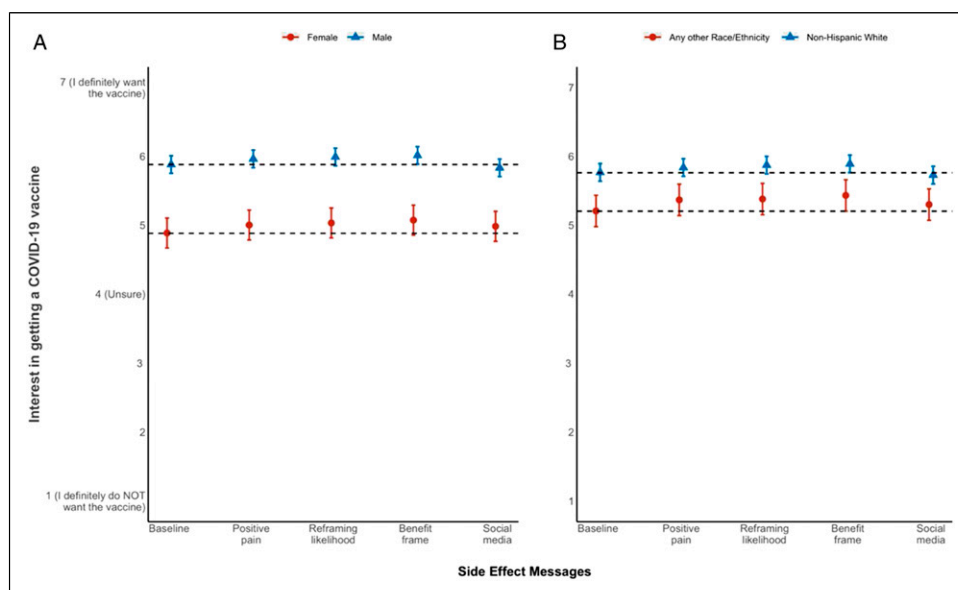 A
Female
Male
7 (I definitely want
the vaccine)
6
5
4 (Unsure)
3
2
1 (I definitely do NOT
want the vaccine)
Interest in getting a COVID-19 vaccine
Baseline
Positive
pain
Reframing
likelihood
Benefit
frame
Social
media
B
Any other Race/Ethnicity
Non-Hispanic White
7
6
5
4
3
2
1
Baseline
Positive
pain
Reframing
likelihood
Benefit
frame
Social
media
Side Effect Messages